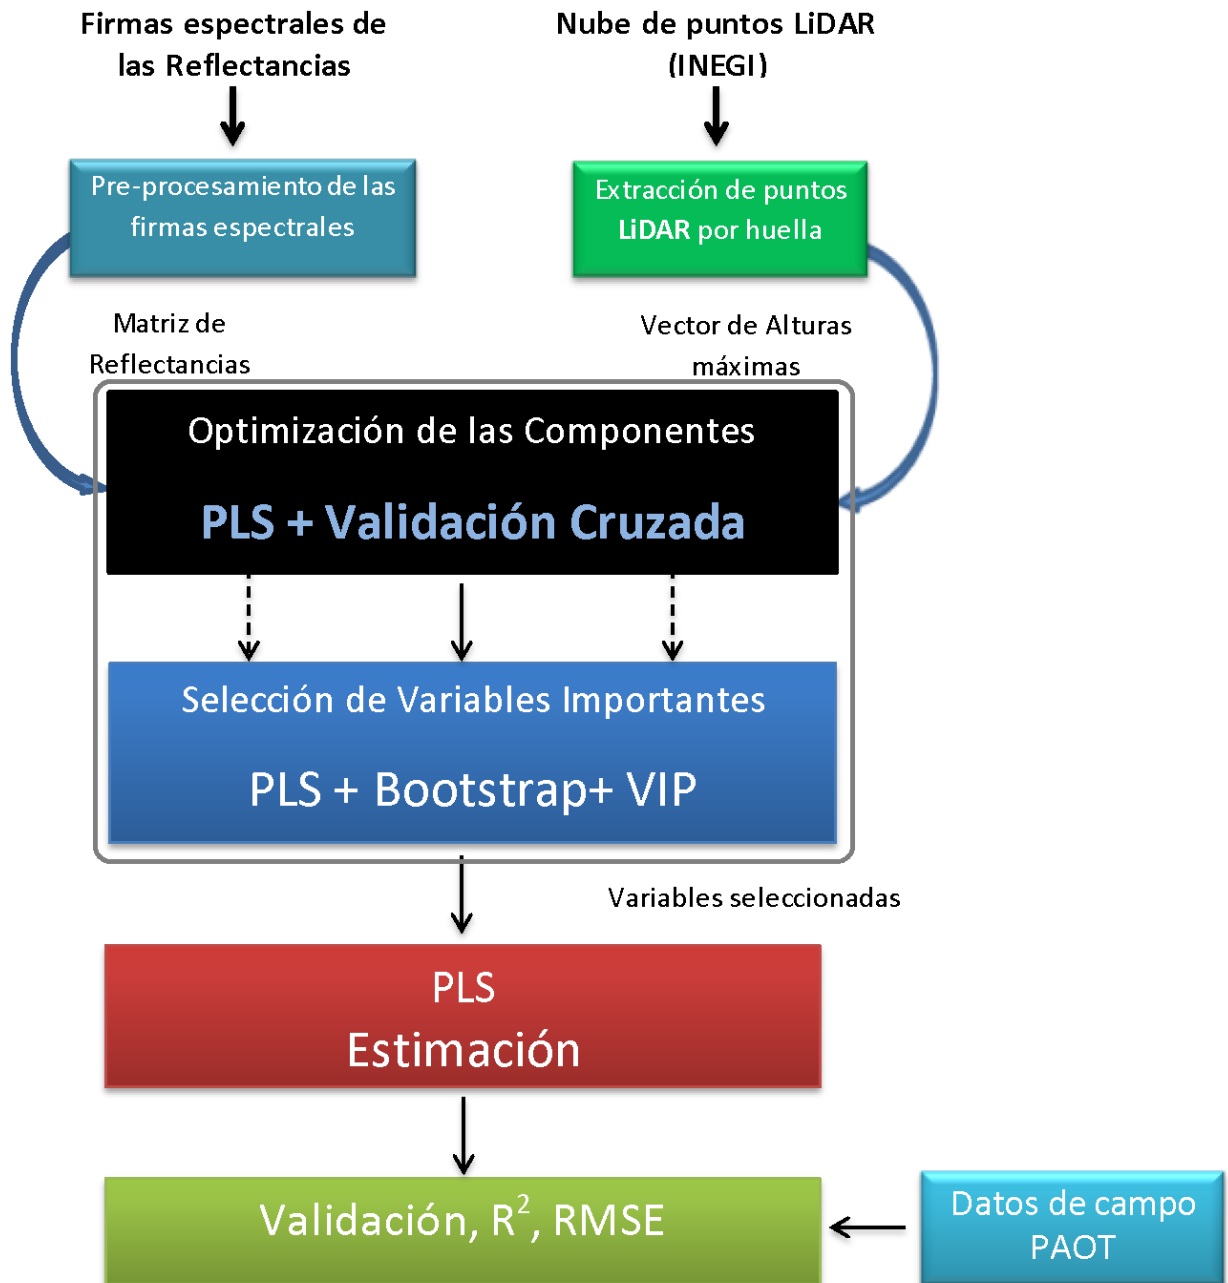 Firmas espectrales de
las Reflectancias
Nube de puntos LiDAR
(INEGI)
Pre-procesamiento de las
firmas espectrales
Extracción de puntos
LiDAR por huella
Matriz de
Reflectancias
Vector de Alturas
máximas
Optimización de las Componentes
PLS + Validación Cruzada
Selección de Variables Importantes
PLS + Bootstrap+ VIP
Variables seleccionadas
PLS
Estimación
Validación, R², RMSE
Datos de campo
PAOT